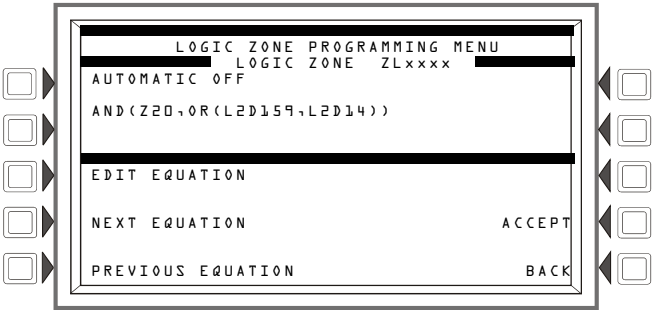 LOGIC ZONE PROGRAMMING MENU
LOGIC ZONE ZLxxxx
AUTOMATIC OFF
AND(Z20,OR(L2D159,L2D14))
EDIT EQUATION
NEXT EQUATION ACCEPT
PREVIOUS EQUATION BACK